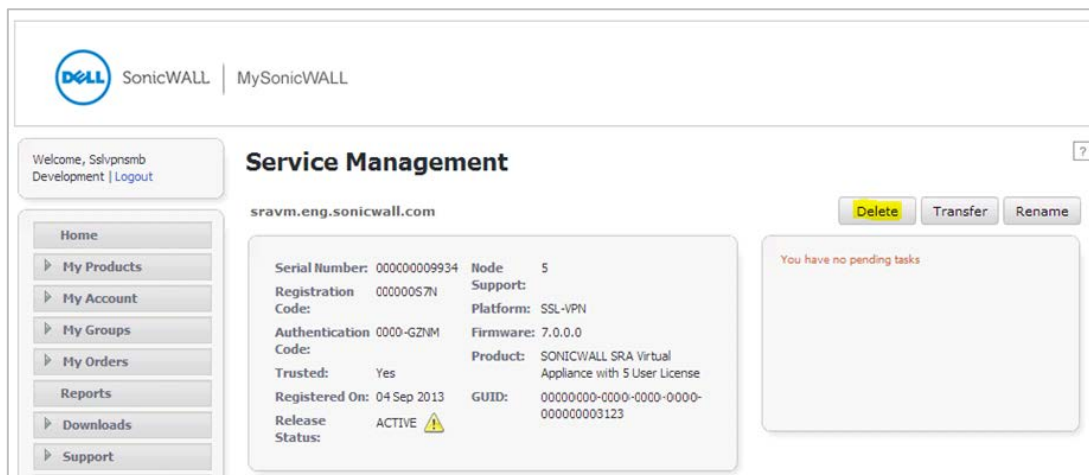 DELL SonicWALL | MySonicWALL
Welcome, Sslvpnsmb
Development | Logout
Service Management
?
sravm.eng.sonicwall.com
Delete
Transfer
Rename
Home
My Products
My Account
My Groups
My Orders
Reports
Downloads
Support
Serial Number: 000000009934
Registration 000000S7N
Code:
Authentication 0000-GZNM
Code:
Trusted: Yes
Registered On: 04 Sep 2013
Release ACTIVE
Status:
Node 5
Support:
Platform: SSL-VPN
Firmware: 7.0.0.0
Product: SONICWALL SRA Virtual
Appliance with 5 User License
GUID: 00000000-0000-0000-0000-
000000003123
You have no pending tasks